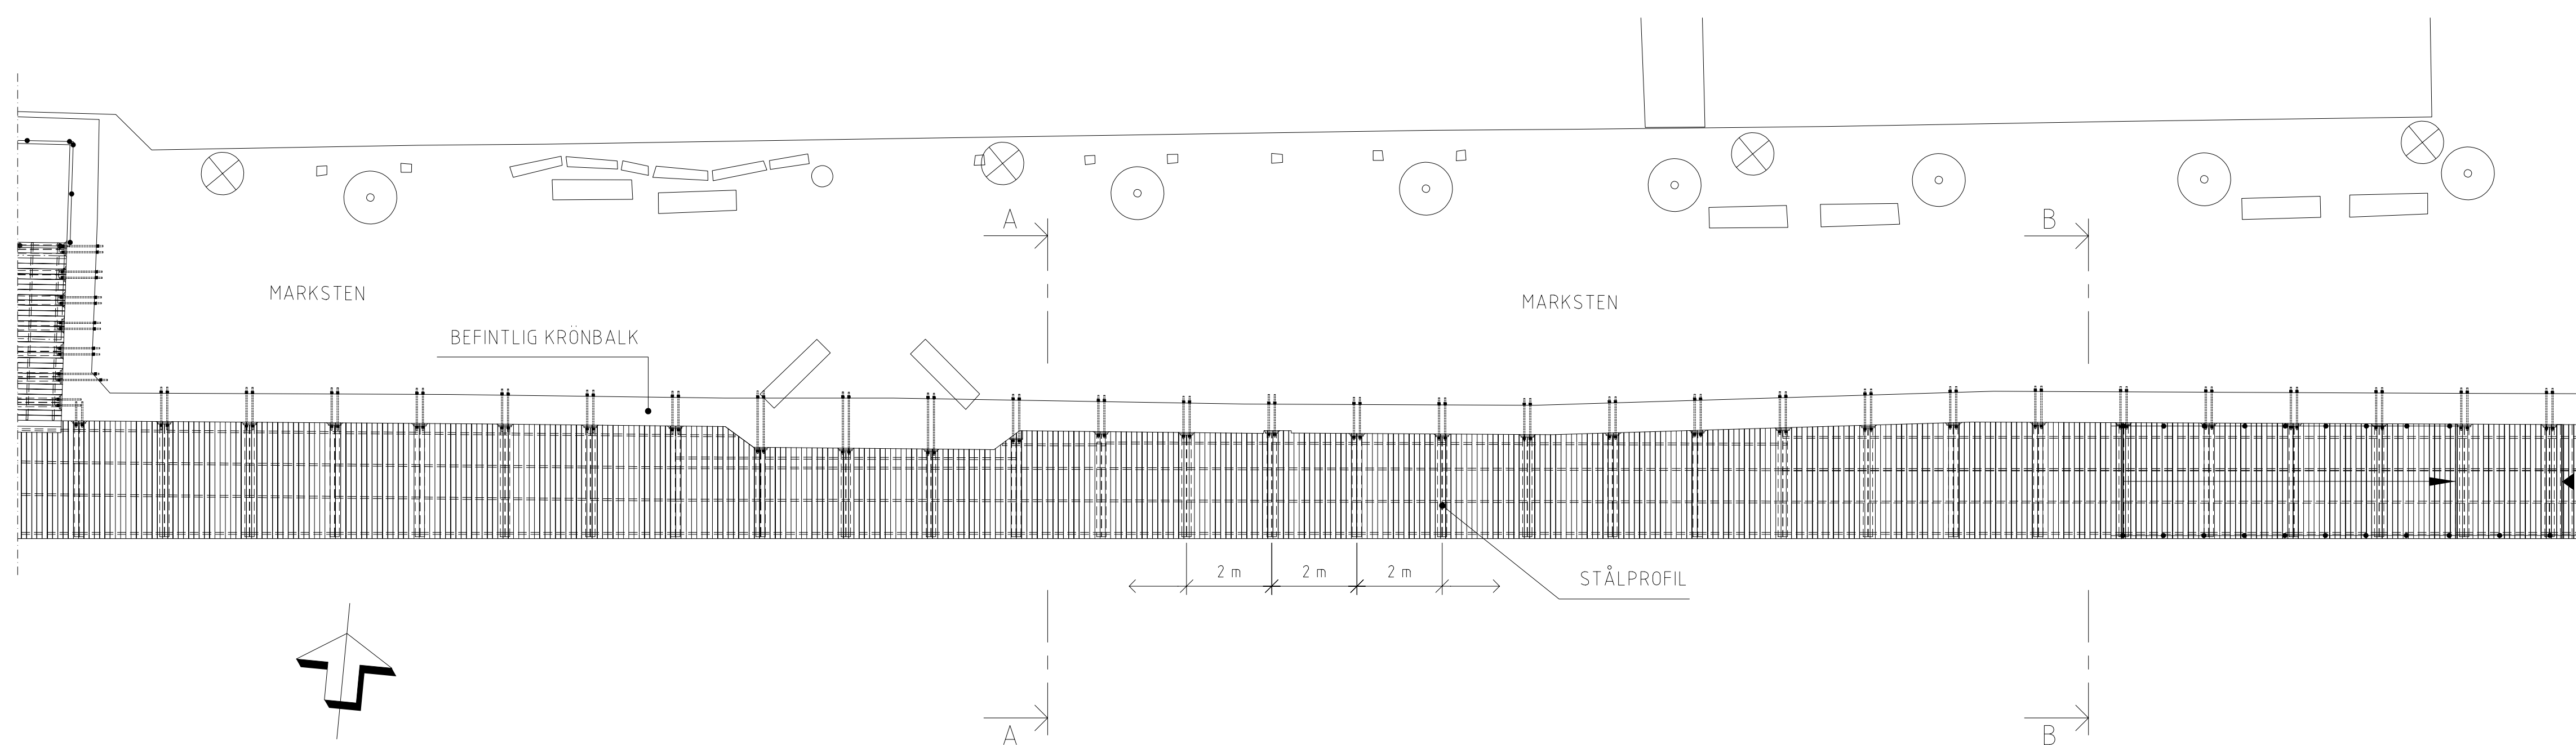 A
B
MARKSTEN
MARKSTEN
BEFINTLIG KRÖNBALK
2 m
2 m
2 m
STÅLPROFIL
A
B